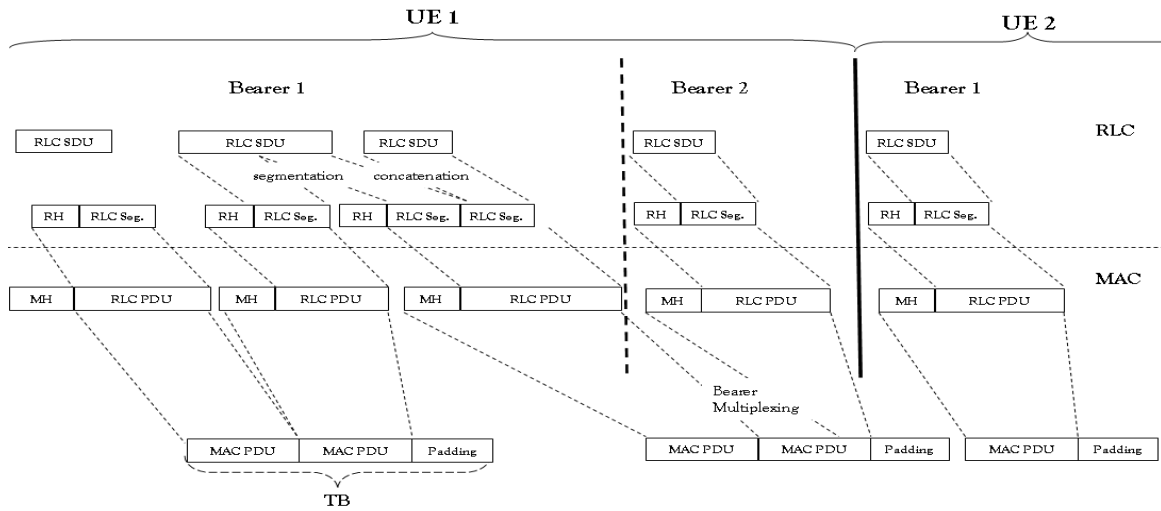 UE 1 UE 2
Bearer 1 Bearer 2 Bearer 1
RLC
RLC SDU RLC SDU RLC SDU RLC SDU RLC SDU
segmentation concatenation
RH RLC Seg. RH RLC Seg. RH RLC Seg. RLC Seg. RH RLC Seg. RH RLC Seg.
MAC
MH RLC PDU MH RLC PDU MH RLC PDU MH RLC PDU MH RLC PDU
Bearer
Multiplexing
MAC PDU MAC PDU Padding MAC PDU MAC PDU Padding MAC PDU Padding
TB